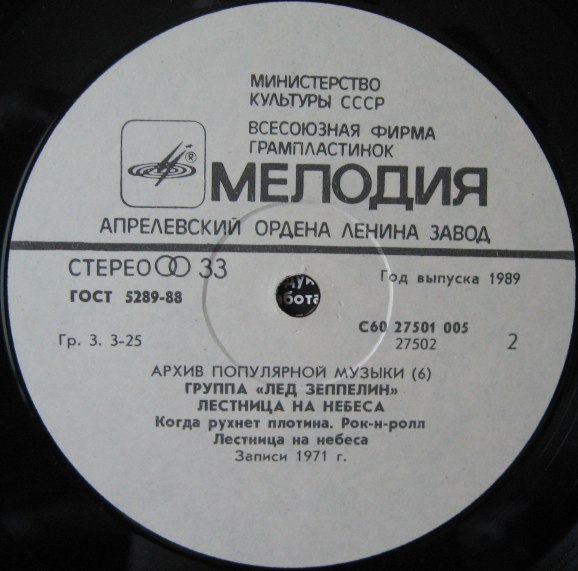 МИНИСТЕРСТВО
КУЛЬТУРЫ СССР
ВСЕСОЮЗНАЯ ФИРМА
ГРАМПЛАСТИНОК
®
МЕЛОДИЯ
АПРЕЛЕВСКИЙ ОРДЕНА ЛЕНИНА ЗАВОД
СТЕРЕО 33
Год выпуска 1989
ГОСТ 5289-88
Гр. 3. 3-25
С60 27501 005
27502
2
АРХИВ ПОПУЛЯРНОЙ МУЗЫКИ (6)
ГРУППА «ЛЕД ЗЕППЕЛИН»
ЛЕСТНИЦА НА НЕБЕСА
Когда рухнет плотина. Рок-н-ролл
Лестница на небеса
Записи 1971 г.